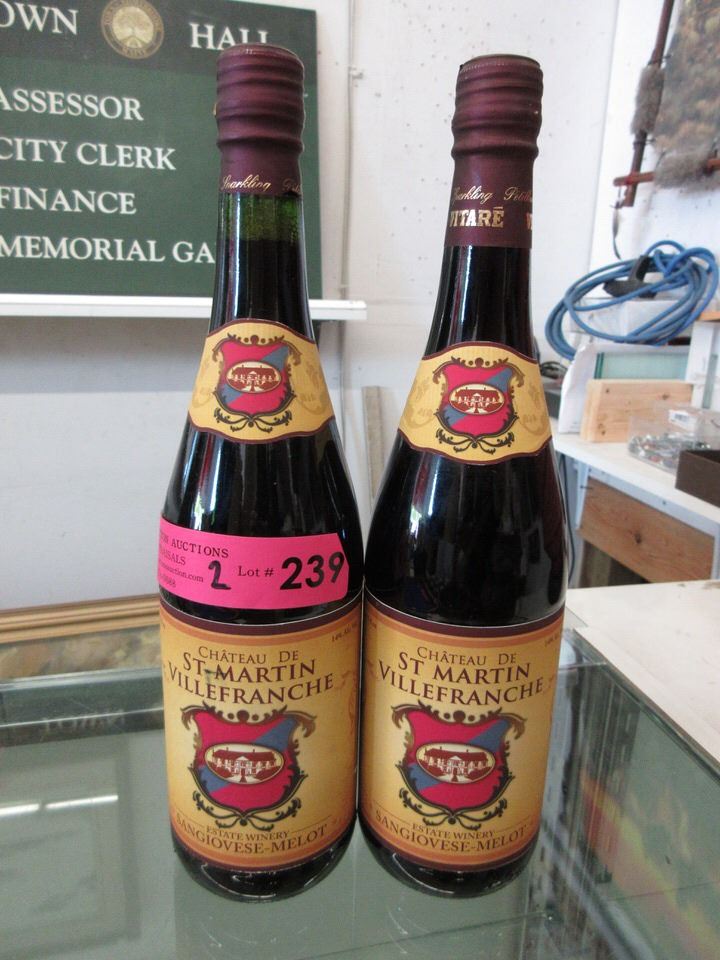 OWN HALL
ASSESSOR
CITY CLERK
FINANCE
MEMORIAL GA
Sparkling
Sparkling
VITARÉ
AUCTIONS
Lot # 239
2
CHÂTEAU DE
ST MARTIN
VILLEFRANCHE
ESTATE WINERY
SANGIOVESE-MELOT
CHÂTEAU DE
ST MARTIN
VILLEFRANCHE
ESTATE WINERY
SANGIOVESE-MELOT